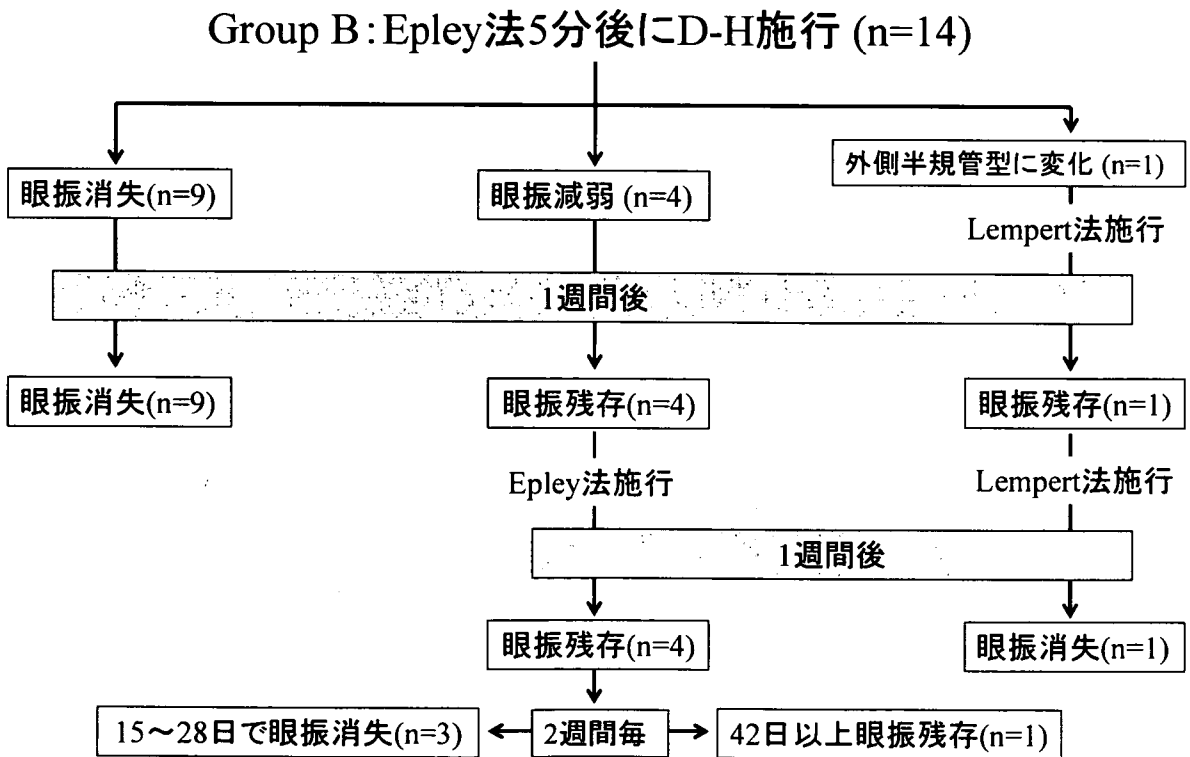 Group B:Epley法5分後にD-H施行 (n=14)
眼振消失(n=9)
眼振減弱 (n=4)
外側半規管型に変化 (n=1)
Lempert法施行
1週間後
眼振消失(n=9)
眼振残存(n=4)
眼振残存(n=1)
Epley法施行
Lempert法施行
1週間後
眼振残存(n=4)
眼振消失(n=1)
15〜28日で眼振消失(n=3)
2週間毎
42日以上眼振残存(n=1)